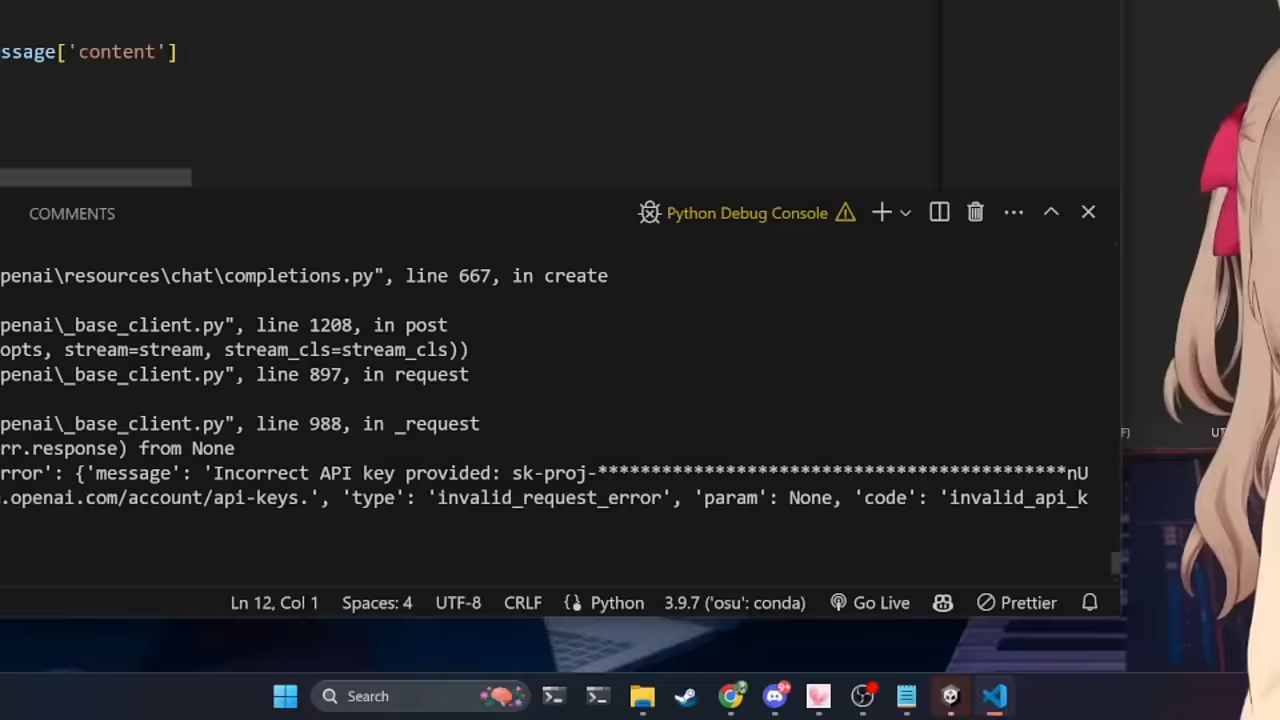 ssage['content']
COMMENTS
Python Debug Console
penai\resources\chat\completions.py", line 667, in create
penai\_base_client.py", line 1208, in post
opts, stream=stream, stream_cls=stream_cls))
penai\_base_client.py", line 897, in request
penai\_base_client.py", line 988, in _request
rr.response) from None
rror': {'message': 'Incorrect API key provided: sk-proj-********************************************nU
.openai.com/account/api-keys.', 'type': 'invalid_request_error', 'param': None, 'code': 'invalid_api_k
Ln 12, Col 1 Spaces: 4 UTF-8 CRLF Python 3.9.7 ('osu': conda) Go Live Prettier
Search